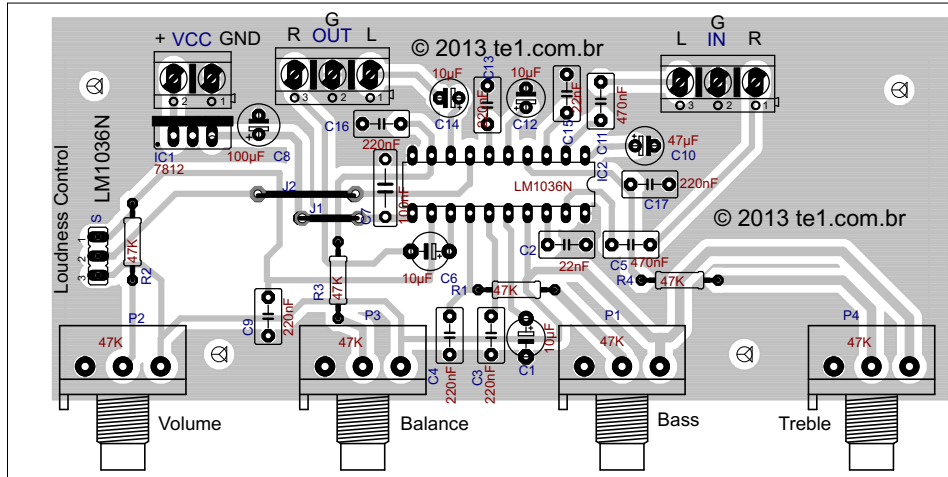 + VCC GND
R G L
OUT
© 2013 te1.com.br
L G R
IN
3 2 1
2 1
3 2 1
IC1
7812
100µF C8
C16
220nF
10µF
C14
C13
220nF
10µF
C12
22nF
C15
470nF
C11
IC2
47µF
C10
220nF
C17
LM1036N
J2
J1
C7
100nF
© 2013 te1.com.br
Loudness Control
LM1036N
S
1
2
3
47K
R2
10µF
C6
C2
22nF
C5
470nF
R4
47K
R3
47K
R1
47K
C9
220nF
C4
220nF
C3
220nF
C1
10µF
P2
47K
P3
47K
P1
47K
P4
47K
Volume
Balance
Bass
Treble